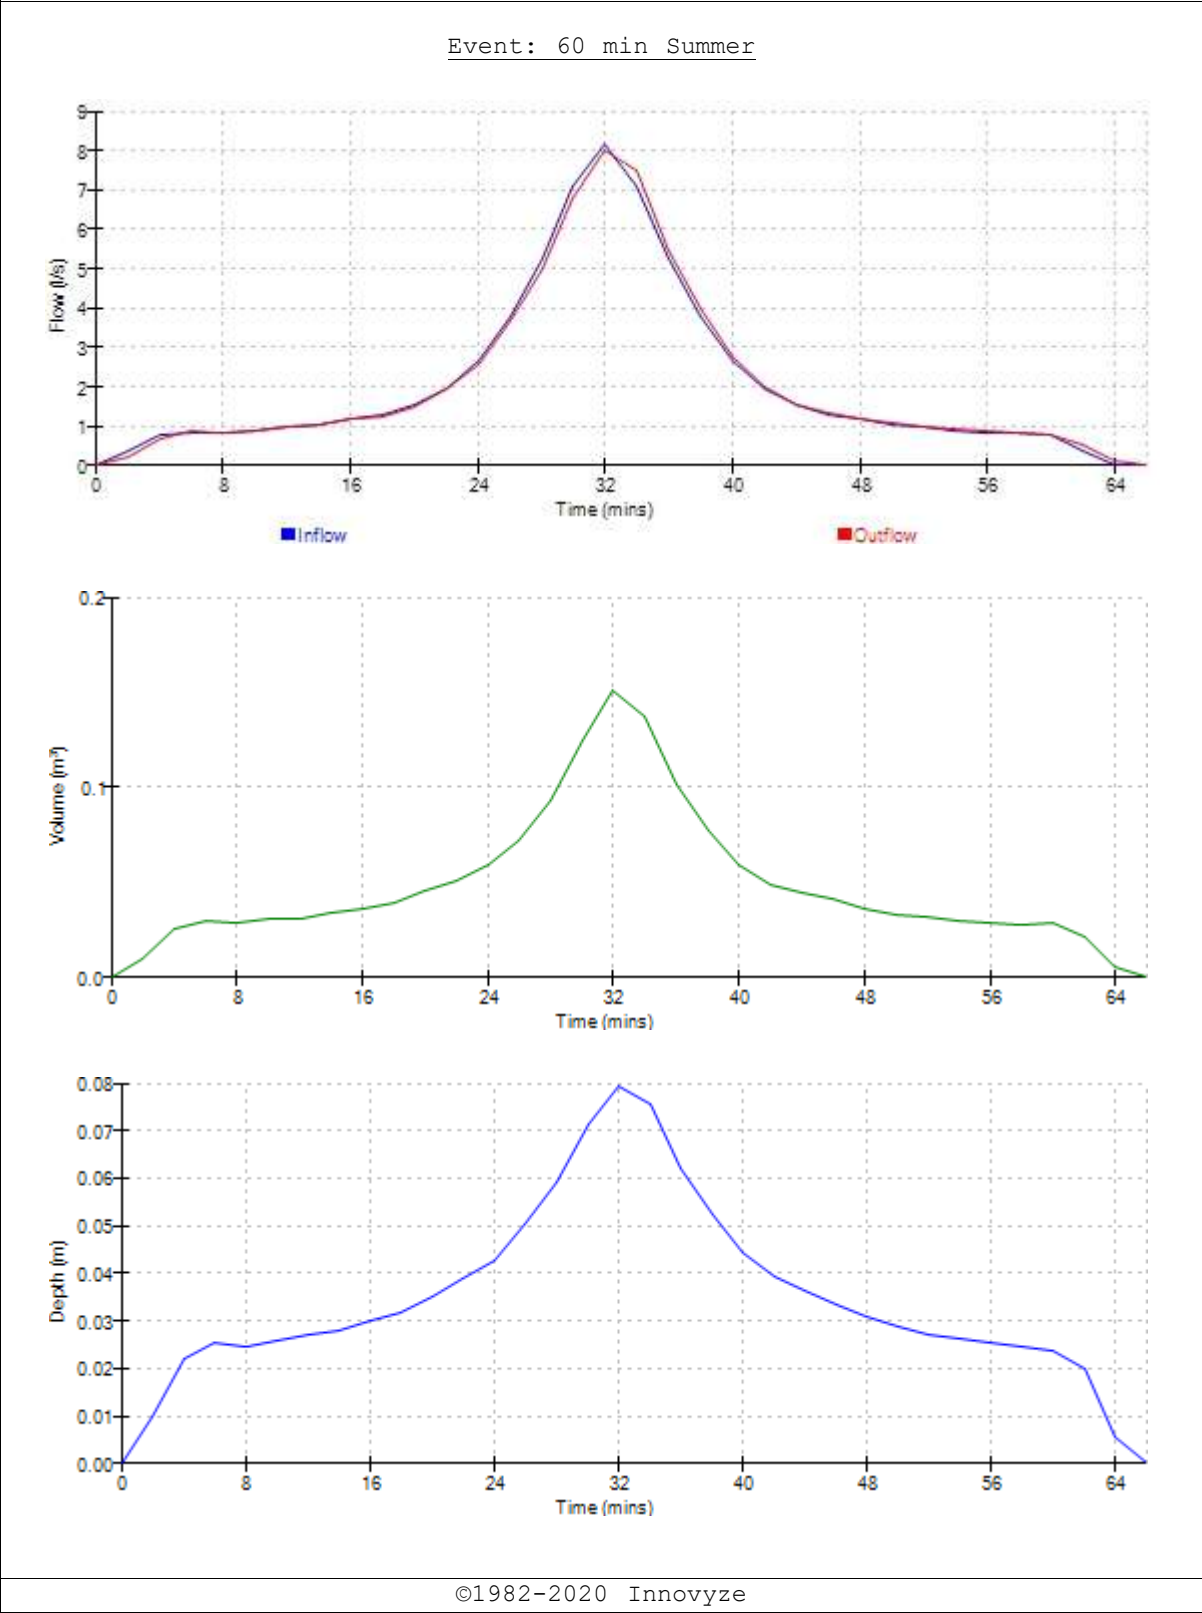 Event: 60 min Summer
9
8
7
6
5
4
3
2
1
0
Flow (l/s)
0 8 16 24 32 40 48 56 64
Time (mins)
Inflow Outflow
0.2
0.1
0.0
Volume (m³)
0 8 16 24 32 40 48 56 64
Time (mins)
0.08
0.07
0.06
0.05
0.04
0.03
0.02
0.01
0.00
Depth (m)
0 8 16 24 32 40 48 56 64
Time (mins)
©1982-2020 Innovyze